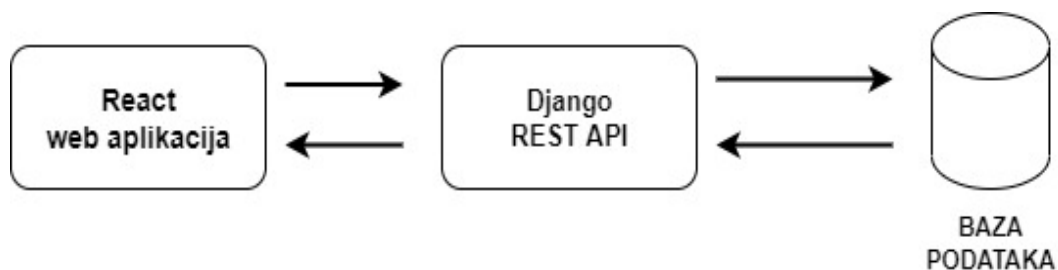 React
web aplikacija
Django
REST API
BAZA
PODATAKA